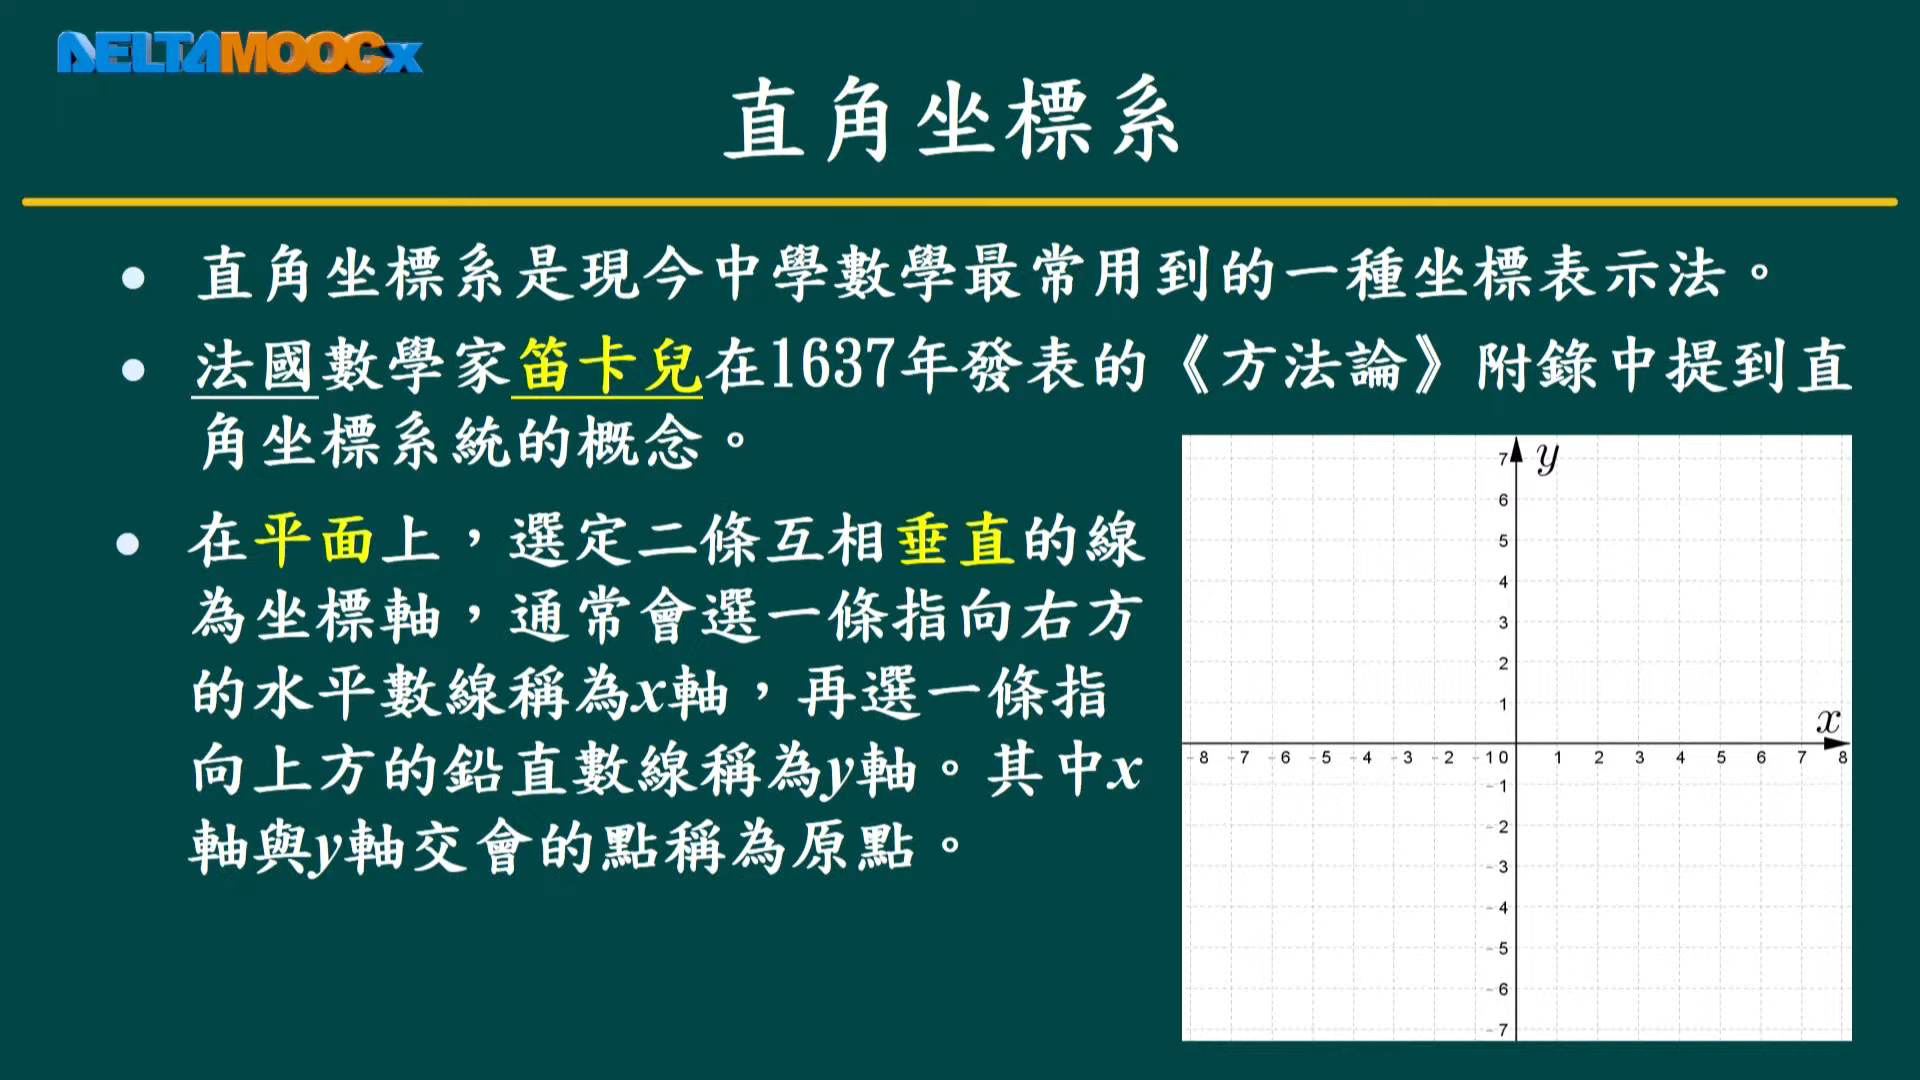 DELTAMOOCx
直角坐標系
• 直角坐標系是現今中學數學最常用到的一種坐標表示法。
• 法國數學家笛卡兒在1637年發表的《方法論》附錄中提到直
角坐標系統的概念。
• 在平面上，選定二條互相垂直的線
為坐標軸，通常會選一條指向右方
的水平數線稱為x軸，再選一條指
向上方的鉛直數線稱為y軸。其中x
軸與y軸交會的點稱為原點。
y
7
6
5
4
3
2
1
x
-8 -7 -6 -5 -4 -3 -2 -1 0 1 2 3 4 5 6 7 8
-1
-2
-3
-4
-5
-6
-7